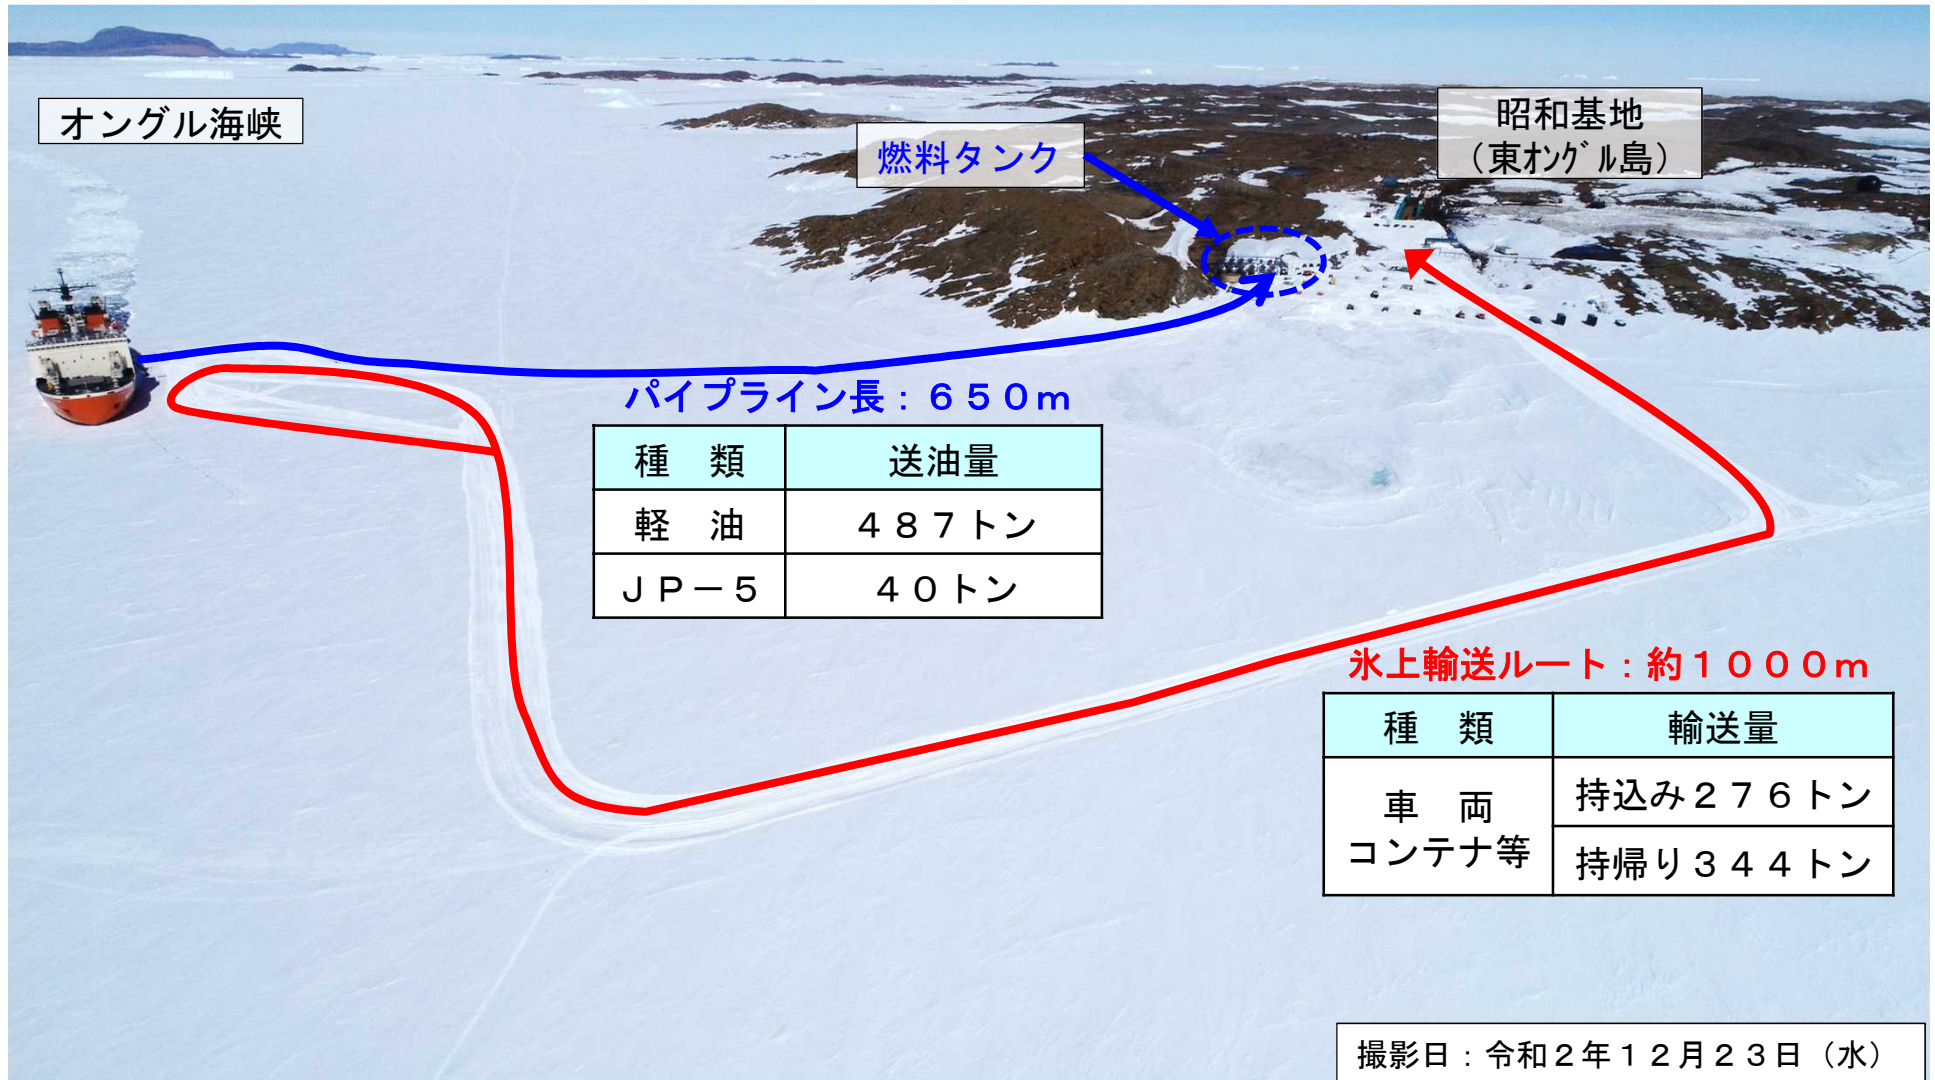 オングル海峡
燃料タンク
昭和基地
（東ｵﾝｸﾞﾙ島）
パイプライン長：６５０ｍ
種　類　送油量
軽　油　４８７トン
ＪＰ－５　４０トン
氷上輸送ルート：約１０００ｍ
種　類　輸送量
車　両
コンテナ等
持込み２７６トン
持帰り３４４トン
撮影日：令和２年１２月２３日（水）